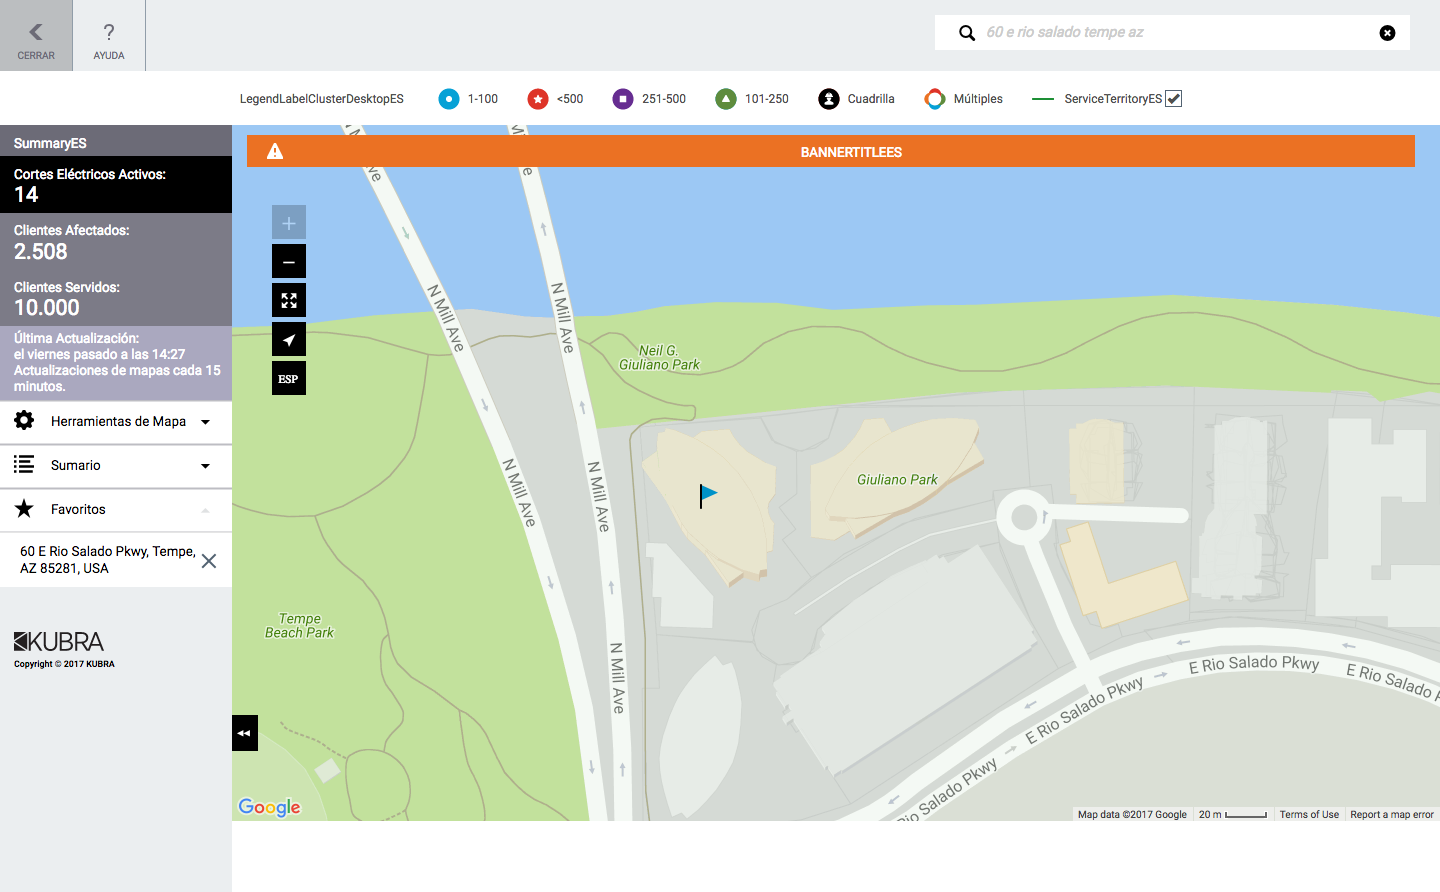 CERRAR
?
AYUDA
60 e rio salado tempe az
LegendLabelClusterDesktopES
1-100
<500
251-500
101-250
Cuadrilla
Múltiples
ServiceTerritoryES
SummaryES
Cortes Eléctricos Activos:
14
Clientes Afectados:
2.508
Clientes Servidos:
10.000
Última Actualización:
el viernes pasado a las 14:27
Actualizaciones de mapas cada 15
minutos.
Herramientas de Mapa
Sumario
Favoritos
60 E Rio Salado Pkwy, Tempe,
AZ 85281, USA
KUBRA
Copyright © 2017 KUBRA
BANNERTITLEES
ESP
N Mill Ave
N Mill Ave
N Mill Ave
N Mill Ave
N Mill Ave
N Mill Ave
N Mill Ave
Neil G.
Giuliano Park
Giuliano Park
Tempe
Beach Park
E Rio Salado Pkwy
E Rio Salado Pkwy
E Rio Salado P
Rio Salado Pkwy
Google
Map data ©2017 Google
20 m
Terms of Use
Report a map error